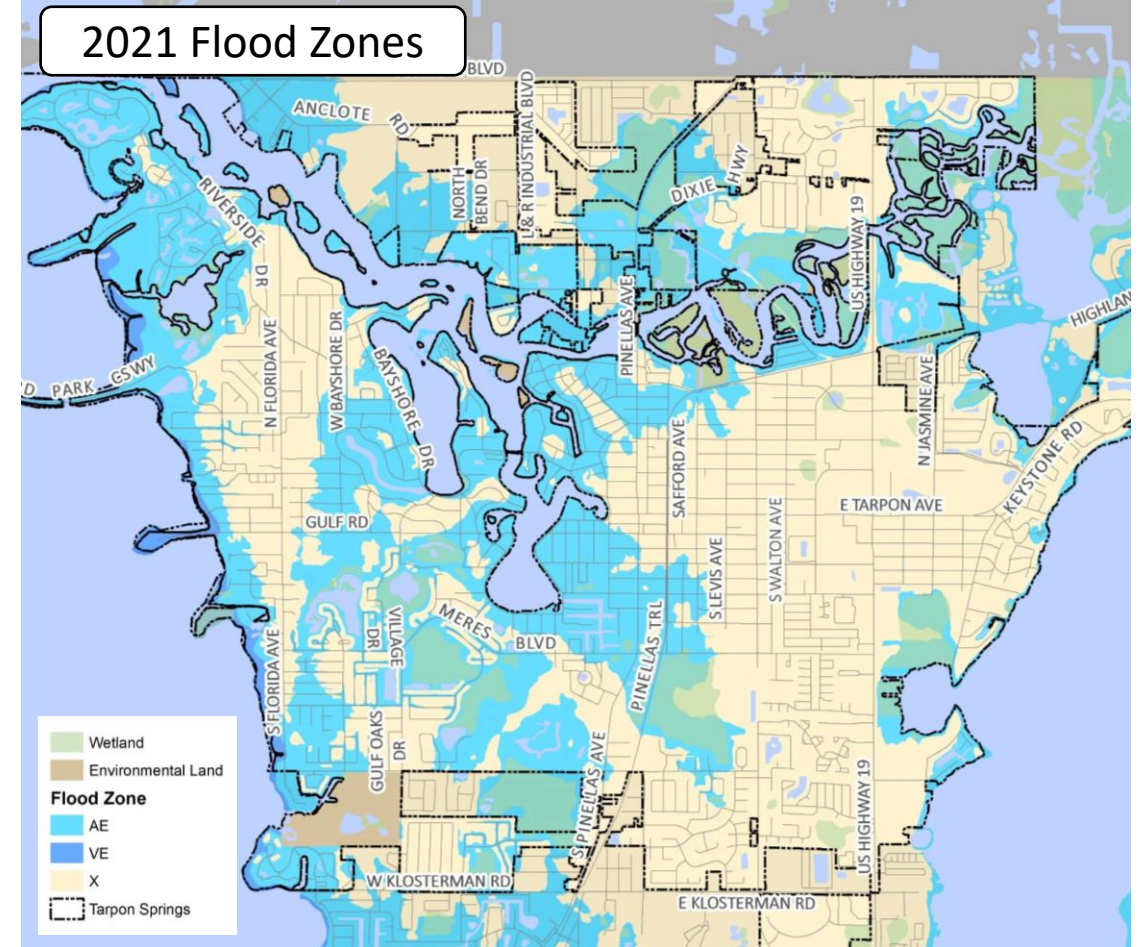 2021 Flood Zones
BLVD
ANCLOTE RD
NORTH
BEND DR
L & R INDUSTRIAL BLVD
DIXIE HWY
RIVERSIDE DR
US HIGHWAY 19
HIGHLAN
PINELLAS AVE
N FLORIDA AVE
W BAYSHORE DR
BAYSHORE DR
D PARK CSWY
N JASMINE AVE
SAFFORD AVE
KEYSTONE RD
E TARPON AVE
GULF RD
S WALTON AVE
S LEVIS AVE
MERES BLVD
VILLAGE
DR
PINELLAS TRL
S FLORIDA AVE
GULF OAKS
DR
S PINELLAS AVE
US HIGHWAY 19
W KLOSTERMAN RD
E KLOSTERMAN RD
Wetland
Environmental Land
Flood Zone
AE
VE
X
Tarpon Springs